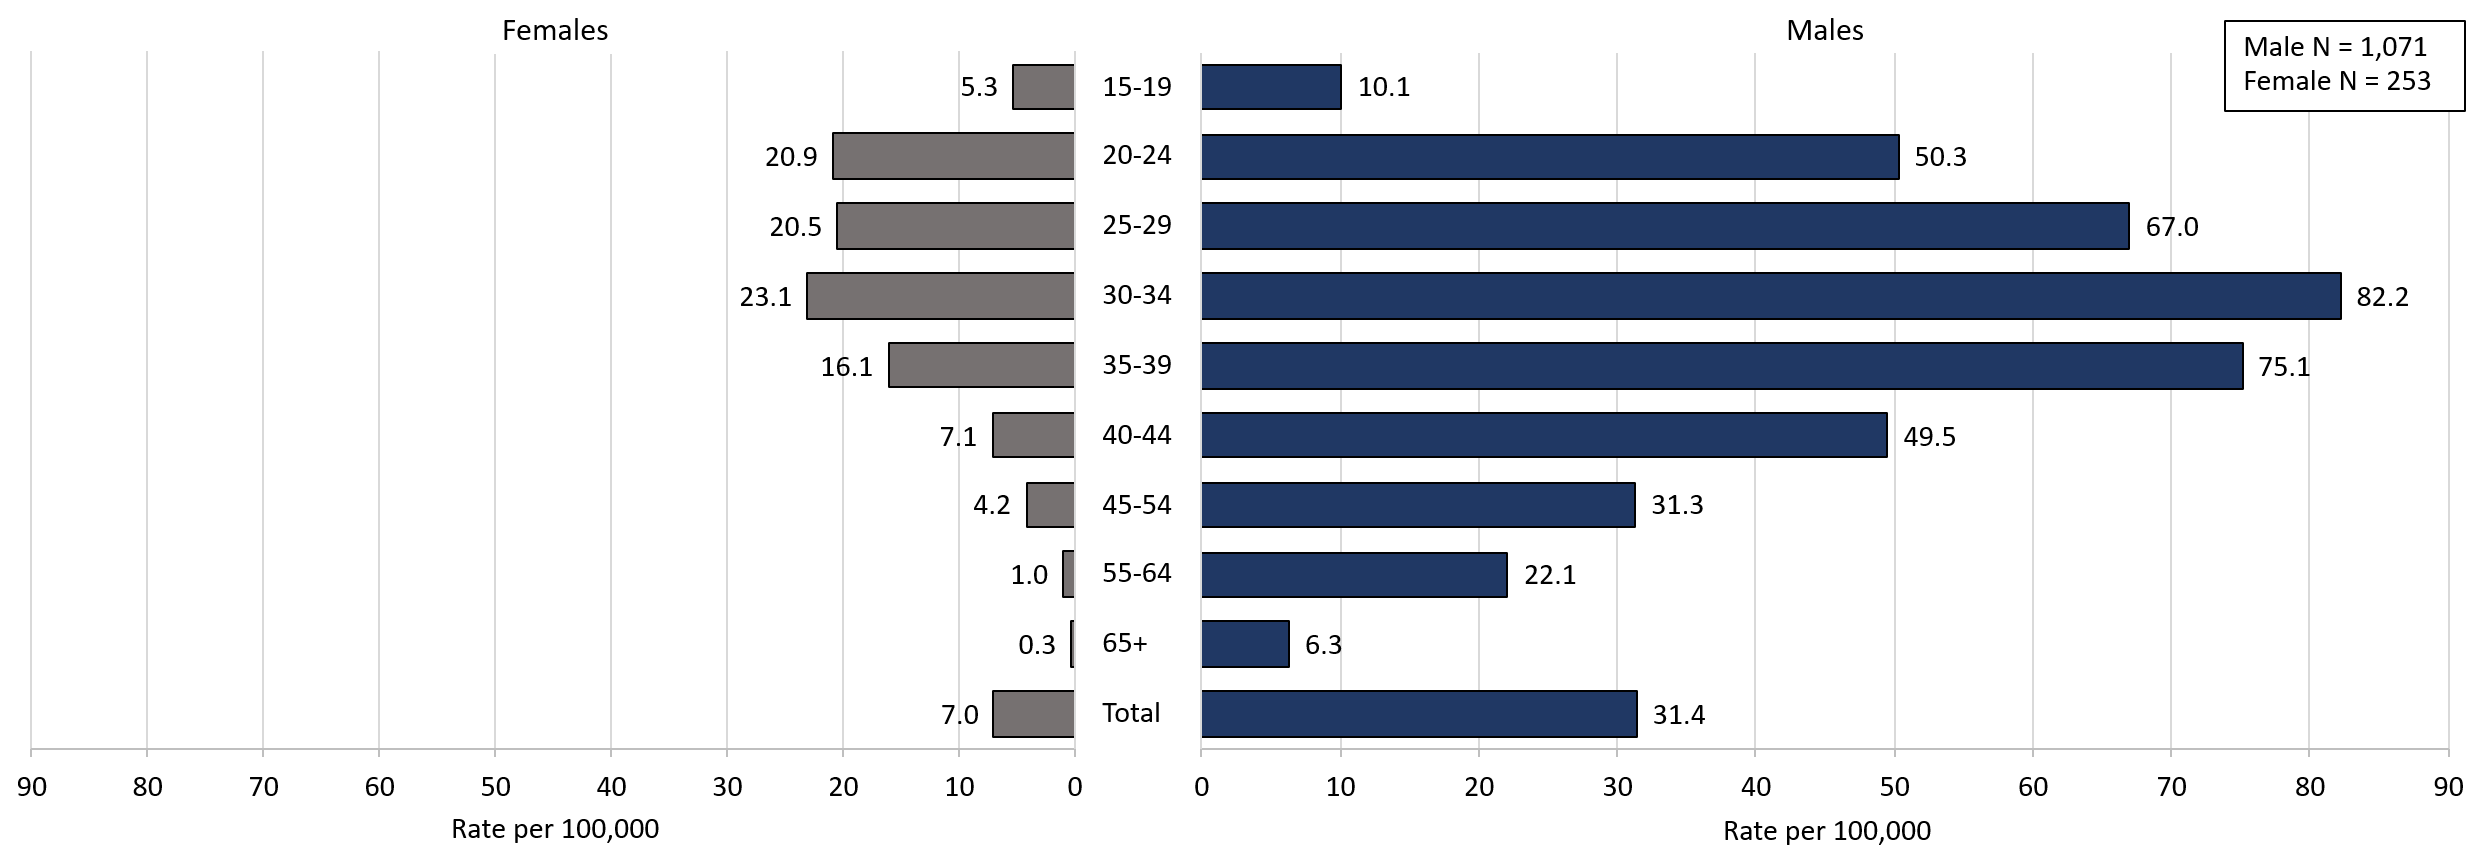 Females
Males
Male N = 1,071
Female N = 253
5.3 15-19 10.1
20.9 20-24 50.3
20.5 25-29 67.0
23.1 30-34 82.2
16.1 35-39 75.1
7.1 40-44 49.5
4.2 45-54 31.3
1.0 55-64 22.1
0.3 65+ 6.3
7.0 Total 31.4
90 80 70 60 50 40 30 20 10 0 0 10 20 30 40 50 60 70 80 90
Rate per 100,000
Rate per 100,000